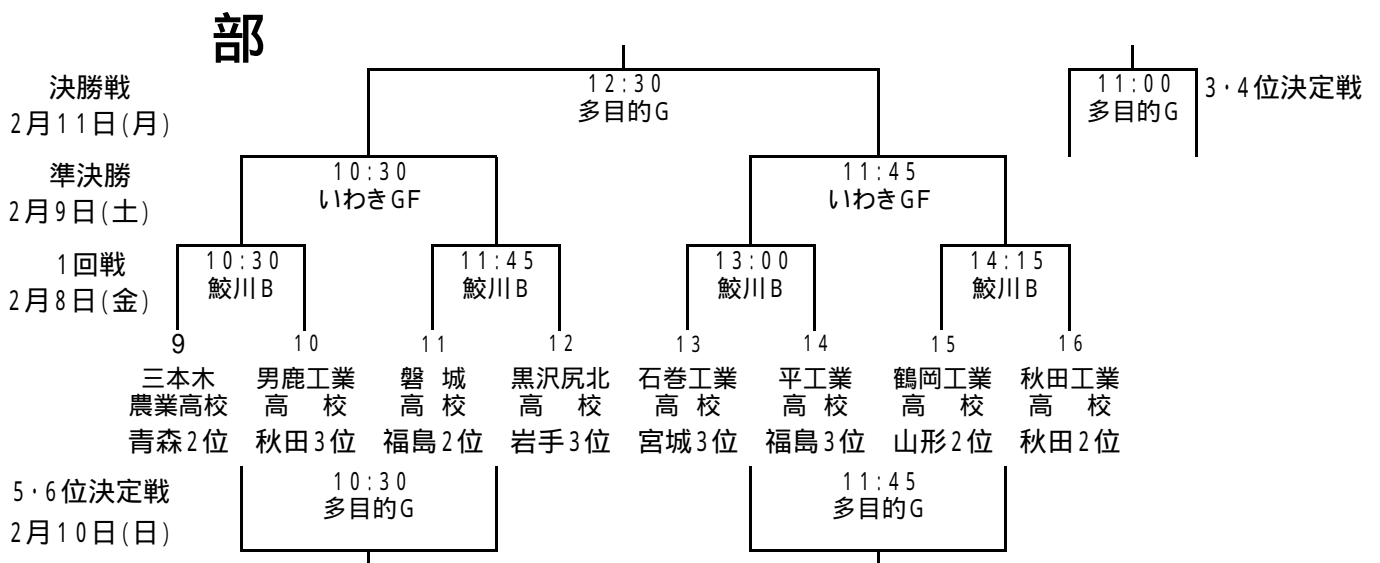 部
決勝戦
2月11日(月)
12:30
多目的G
11:00
多目的G
3・4位決定戦
準決勝
2月9日(土)
10:30
いわきGF
11:45
いわきGF
1回戦
2月8日(金)
10:30
鮫川B
11:45
鮫川B
13:00
鮫川B
14:15
鮫川B
9 10 11 12 13 14 15 16
三本木 男鹿工業 磐城 黒沢尻北 石巻工業 平工業 鶴岡工業 秋田工業
農業高校 高校 高校 高校 高校 高校 高校 高校
青森2位 秋田3位 福島2位 岩手3位 宮城3位 福島3位 山形2位 秋田2位
5・6位決定戦
2月10日(日)
10:30
多目的G
11:45
多目的G